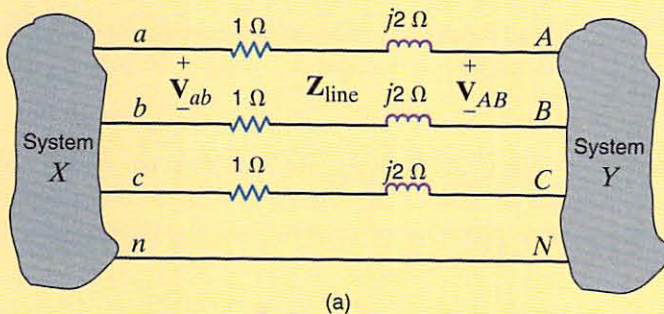 a 1 Ω j2 Ω A
+ V_ab − Z_line + V_AB −
b 1 Ω j2 Ω B
System X
System Y
c 1 Ω j2 Ω C
n N
(a)